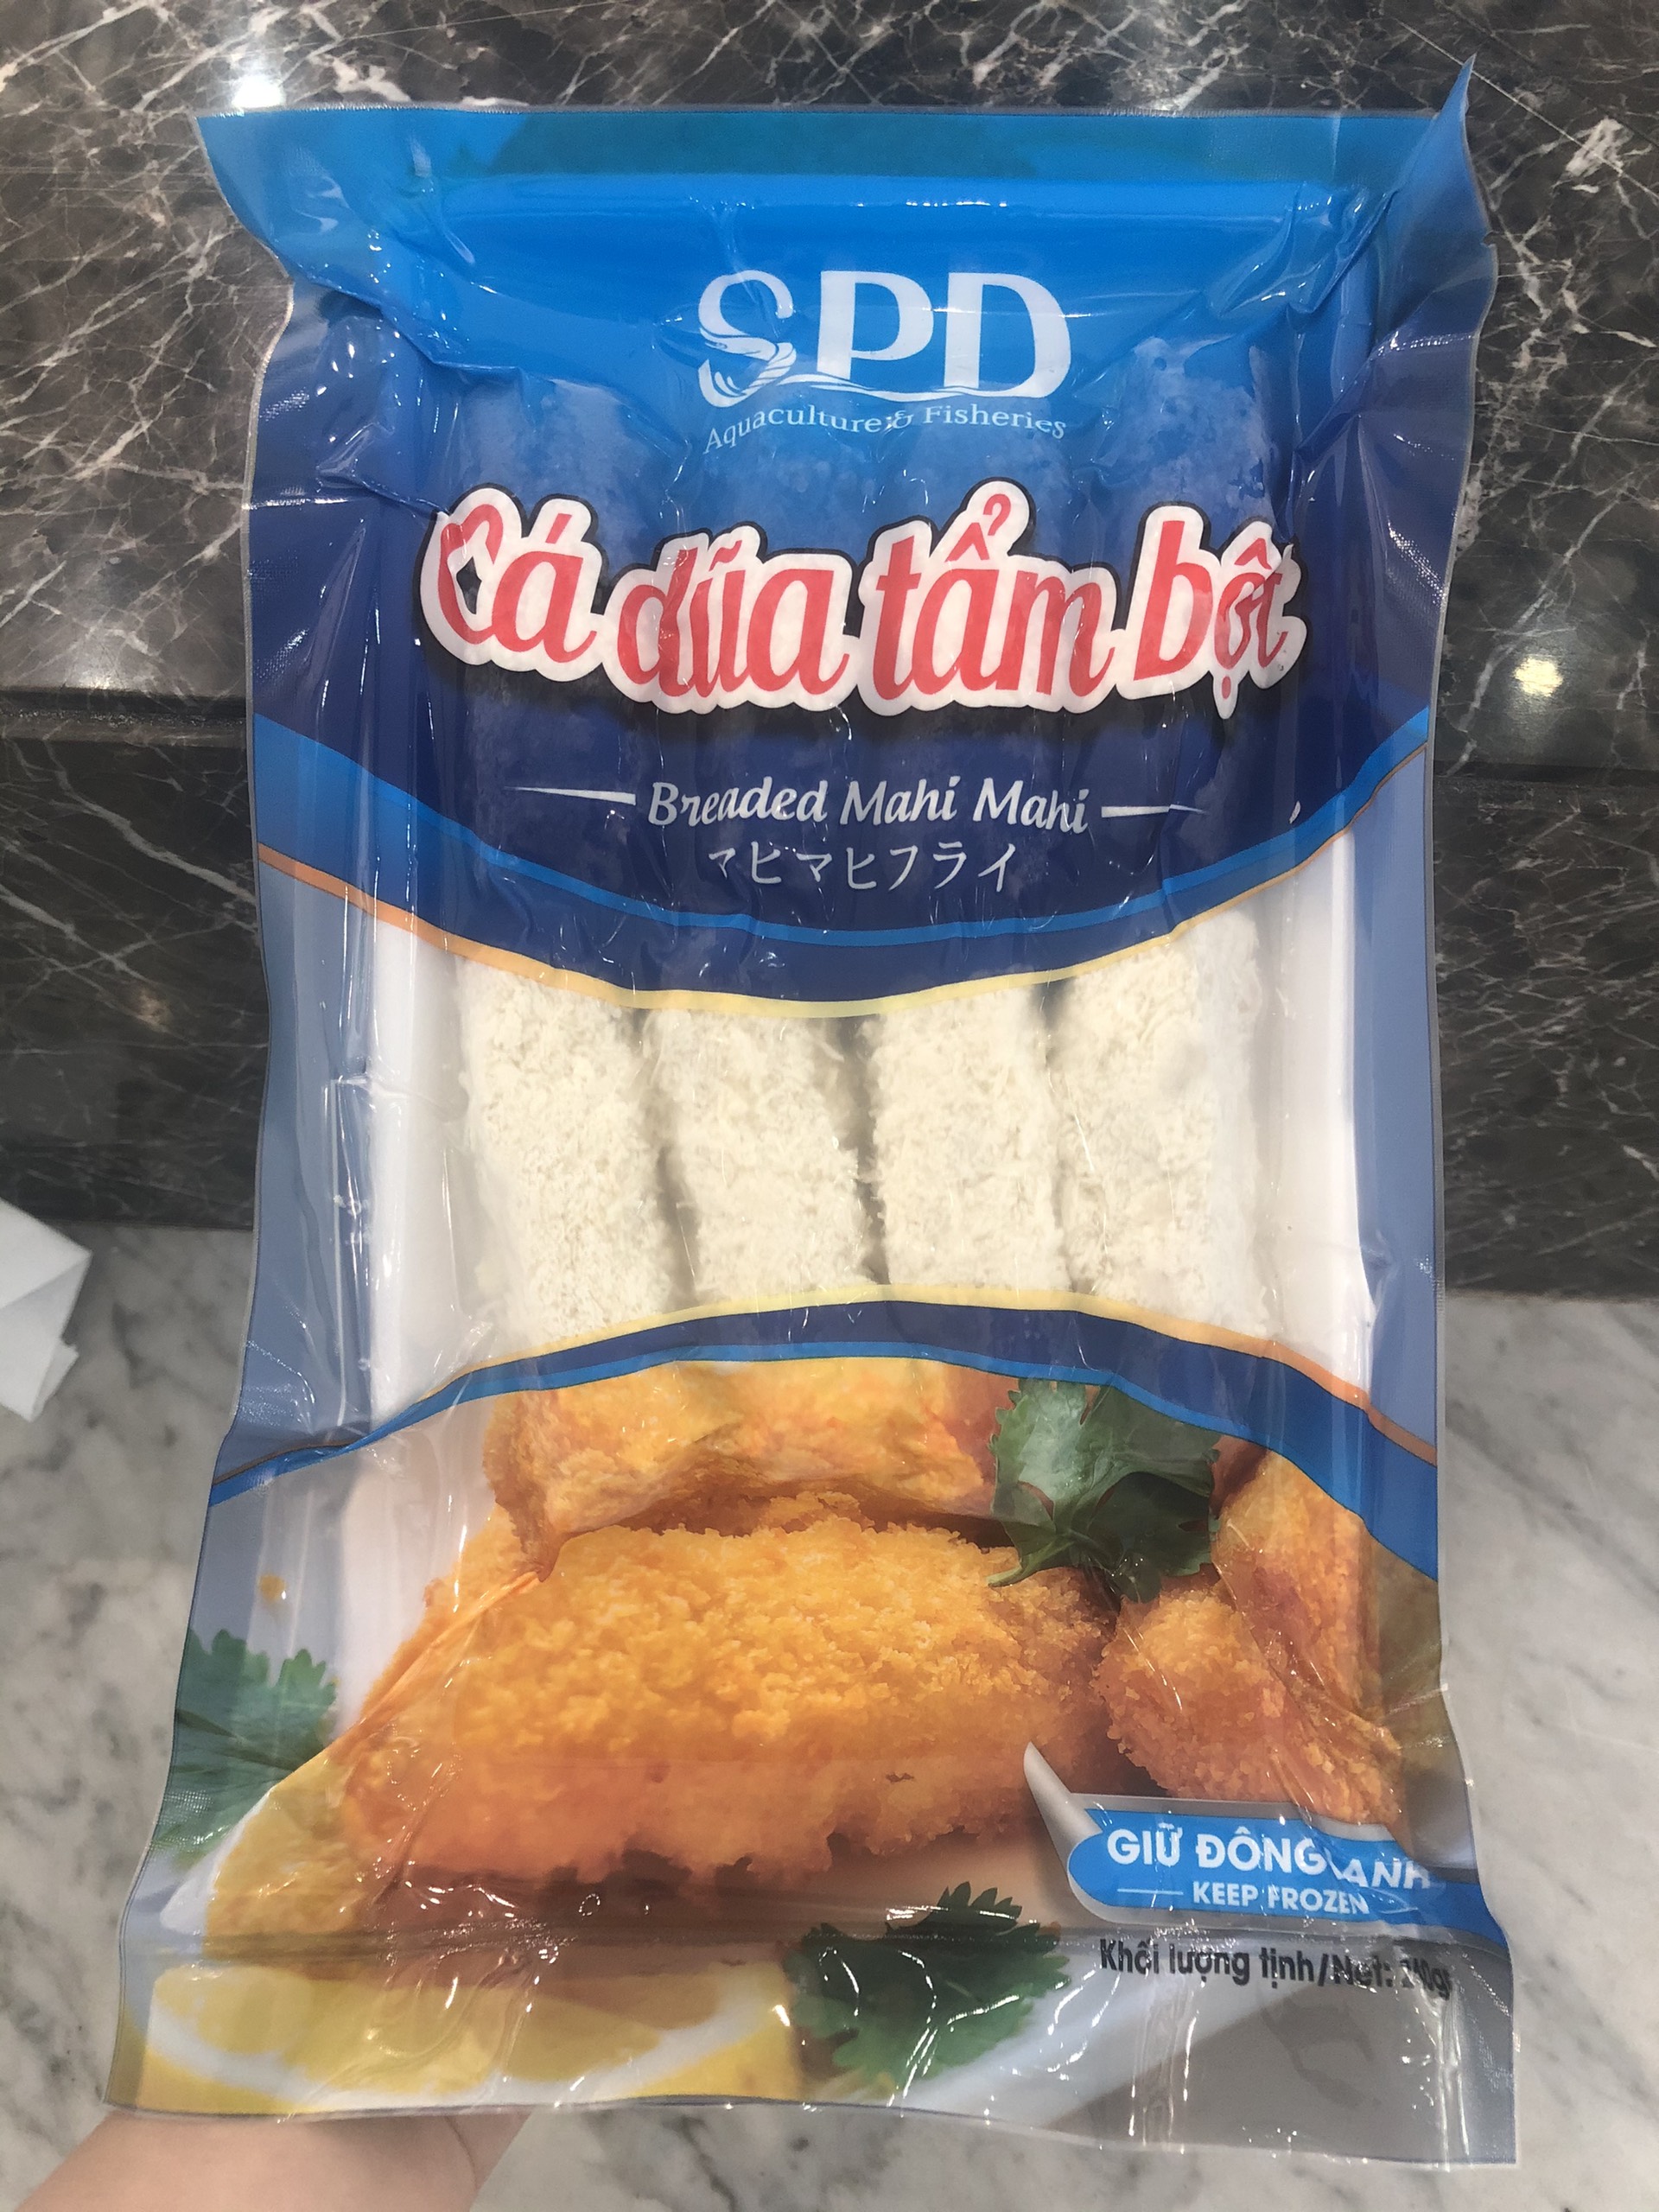 SPD
Aquaculture & Fisheries
Cá dũa tẩm bột
Breaded Mahi Mahi
マヒマヒフライ
GIỮ ĐÔNG LẠNH
KEEP FROZEN
Khối lượng tịnh/Net: